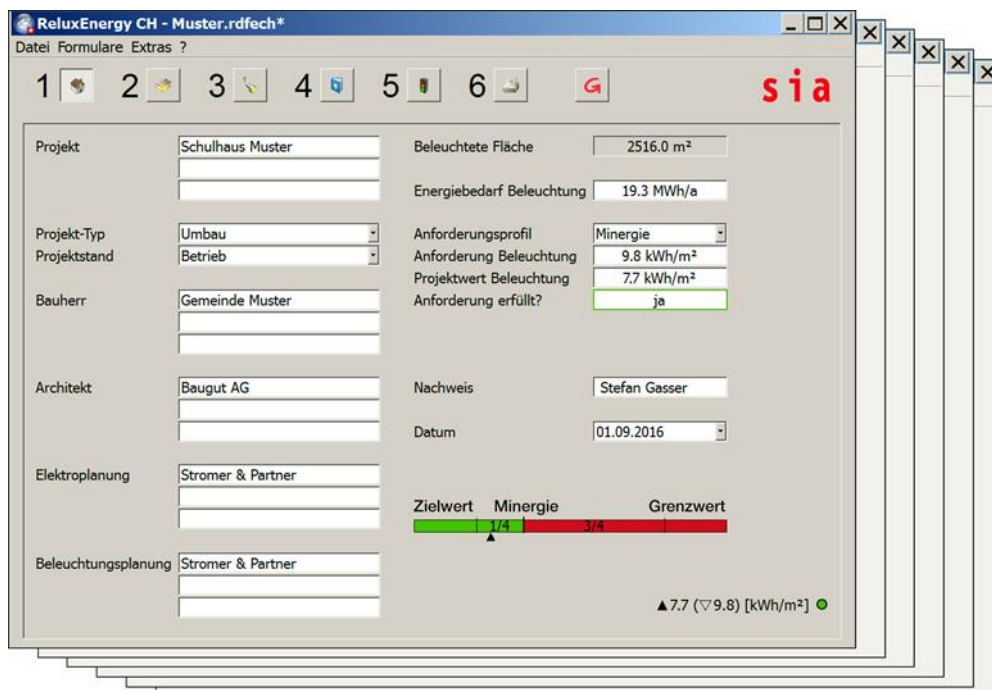 ReluxEnergy CH - Muster.rdfech*
Datei Formulare Extras ?
1 2 3 4 5 6 G sia
Projekt Schulhaus Muster
Beleuchtete Fläche 2516.0 m²
Energiebedarf Beleuchtung 19.3 MWh/a
Projekt-Typ Umbau
Anforderungsprofil Minergie
Projektstand Betrieb
Anforderung Beleuchtung 9.8 kWh/m²
Projektwert Beleuchtung 7.7 kWh/m²
Bauherr Gemeinde Muster
Anforderung erfüllt? ja
Architekt Baugut AG
Nachweis Stefan Gasser
Datum 01.09.2016
Elektroplanung Stromer & Partner
Zielwert Minergie Grenzwert
1/4 3/4
Beleuchtungsplanung Stromer & Partner
▲7.7 (▽9.8) [kWh/m²]